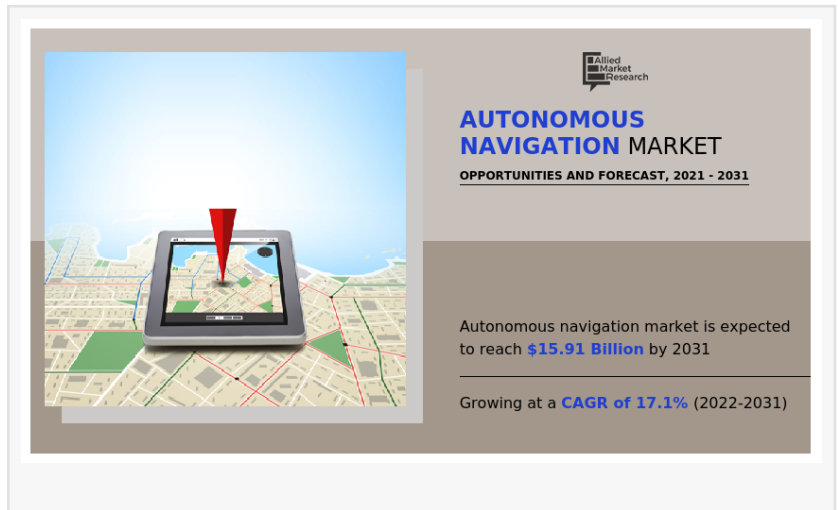 Allied
Market
Research
AUTONOMOUS
NAVIGATION MARKET
OPPORTUNITIES AND FORECAST, 2021 - 2031
Autonomous navigation market is expected
to reach $15.91 Billion by 2031
Growing at a CAGR of 17.1% (2022-2031)